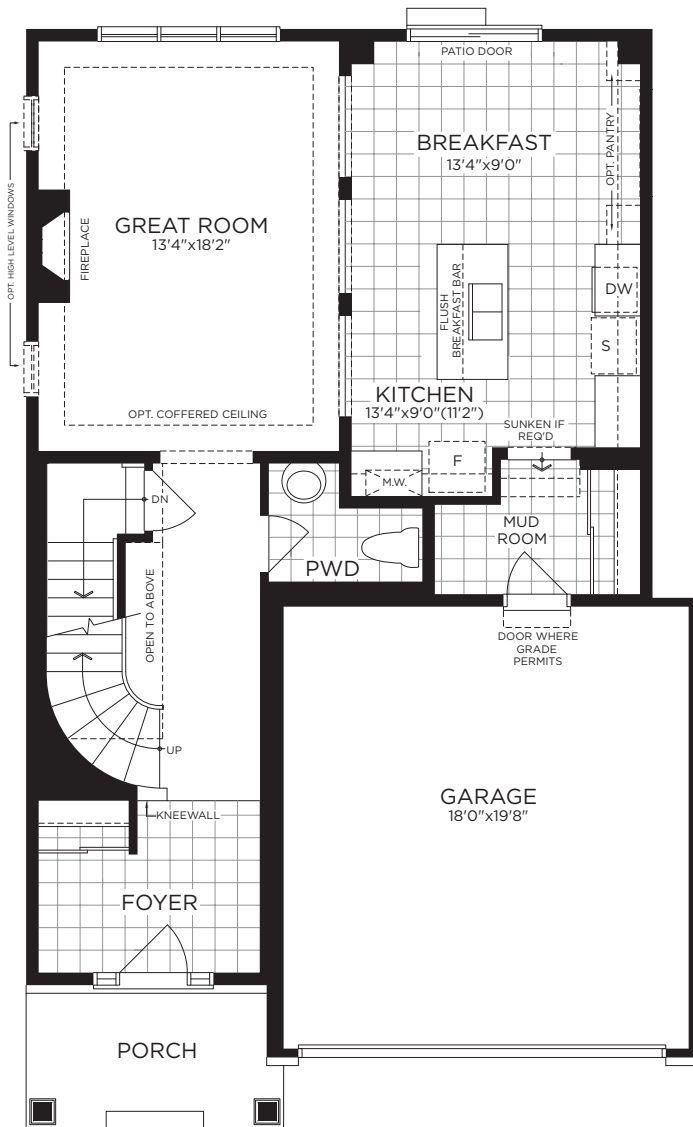 PATIO DOOR
BREAKFAST
13'4"x9'0"
OPT. PANTRY
OPT. HIGH LEVEL WINDOWS
FIREPLACE
GREAT ROOM
13'4"x18'2"
FLUSH
BREAKFAST BAR
DW
S
KITCHEN
13'4"x9'0"(11'2")
OPT. COFFERED CEILING
SUNKEN IF
REQ'D
F
M.W.
DN
MUD
ROOM
PWD
OPEN TO ABOVE
DOOR WHERE
GRADE
PERMITS
UP
GARAGE
18'0"x19'8"
KNEEWALL
FOYER
PORCH